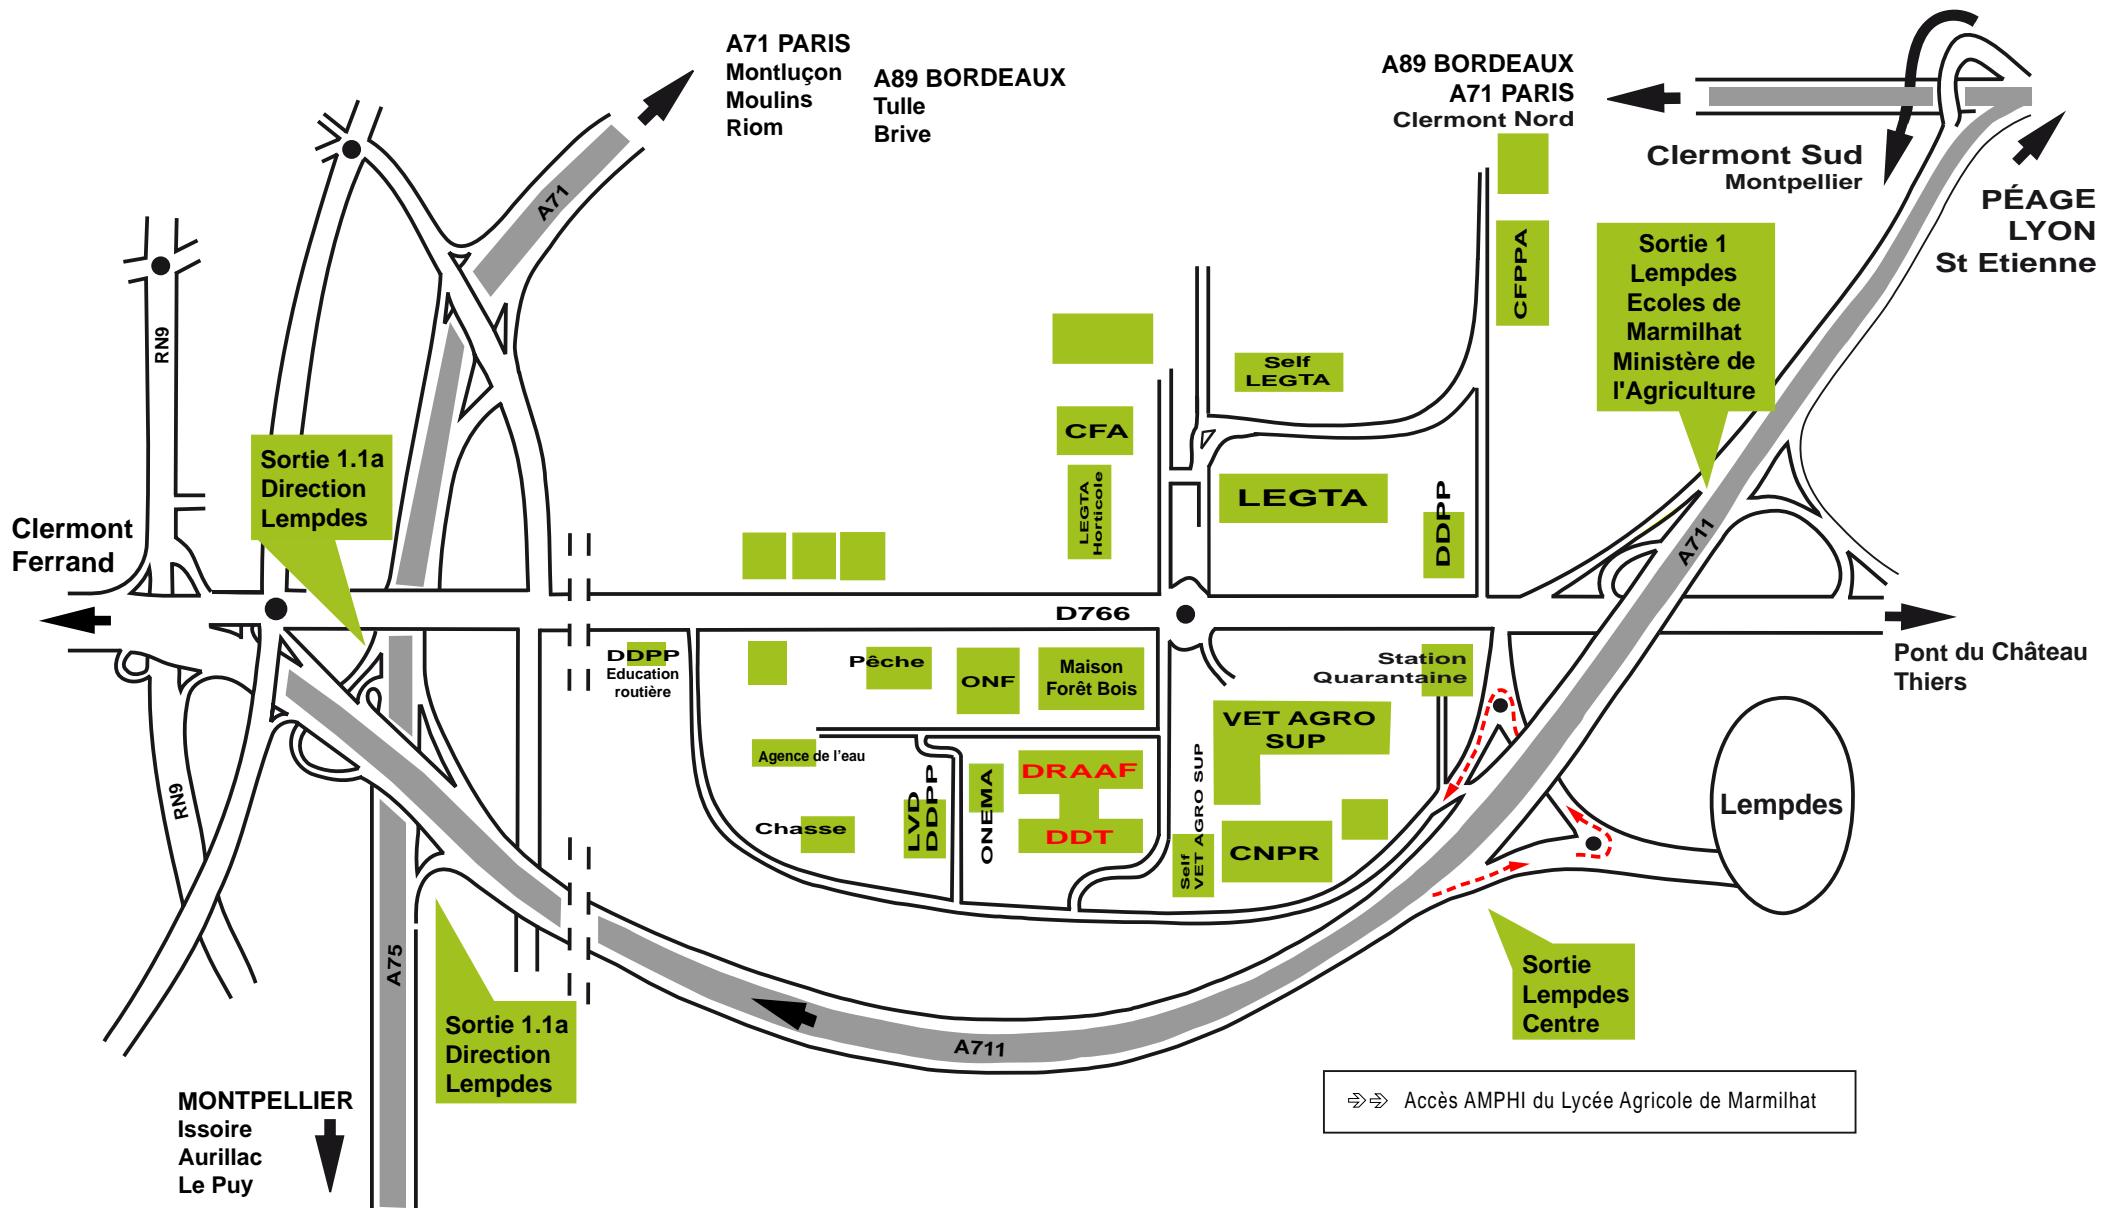 A71 PARIS
Montluçon
Moulins
Riom
A89 BORDEAUX
Tulle
Brive
A89 BORDEAUX
A71 PARIS
Clermont Nord
Clermont Sud
Montpellier
PÉAGE
LYON
St Etienne
A71
RN9
CFPPA
Sortie 1
Lempdes
Ecoles de
Marmilhat
Ministère de
l'Agriculture
Self
LEGTA
CFA
LEGTA
Horticole
LEGTA
DDPP
Sortie 1.1a
Direction
Lempdes
Clermont
Ferrand
A711
D766
Pont du Château
Thiers
DDPP
Education
routière
Pêche
ONF
Maison
Forêt Bois
Station
Quarantaine
VET AGRO
SUP
Agence de l'eau
Chasse
LVD
DDPP
ONEMA
DRAAF
DDT
Self
VET AGRO SUP
CNPR
Lempdes
RN9
A75
Sortie 1.1a
Direction
Lempdes
A711
Sortie
Lempdes
Centre
MONTPELLIER
Issoire
Aurillac
Le Puy
Accès AMPHI du Lycée Agricole de Marmilhat